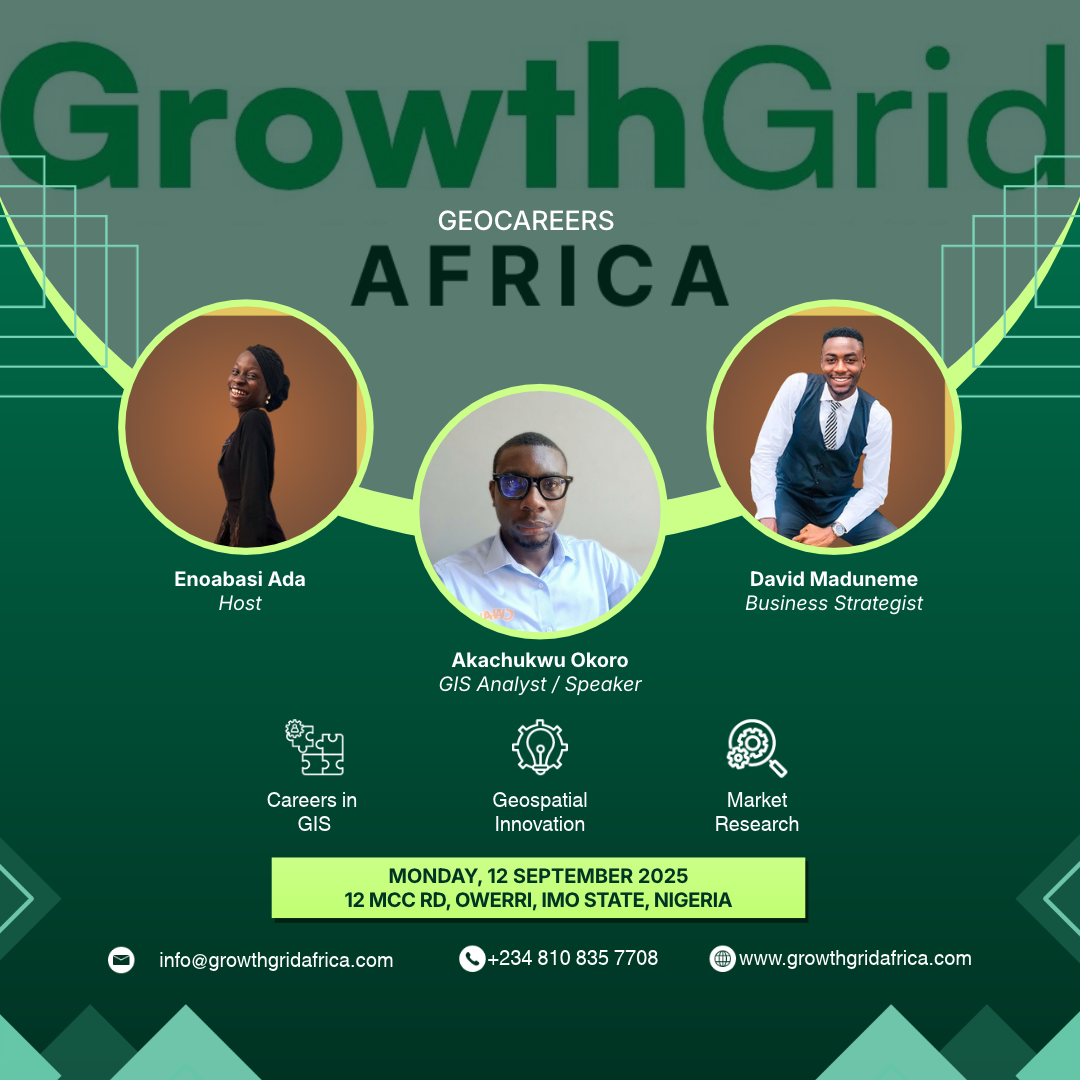 GrowthGrid
GEOCAREERS
AFRICA
Enoabasi Ada
Host
David Maduneme
Business Strategist
Akachukwu Okoro
GIS Analyst / Speaker
Careers in
GIS
Geospatial
Innovation
Market
Research
MONDAY, 12 SEPTEMBER 2025
12 MCC RD, OWERRI, IMO STATE, NIGERIA
info@growthgridafrica.com
+234 810 835 7708
www.growthgridafrica.com